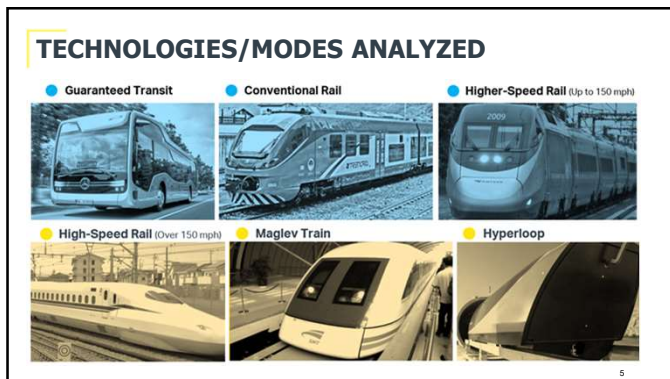 TECHNOLOGIES/MODES ANALYZED
Guaranteed Transit
Conventional Rail
Higher-Speed Rail (Up to 150 mph)
2009
High-Speed Rail (Over 150 mph)
Maglev Train
Hyperloop
5